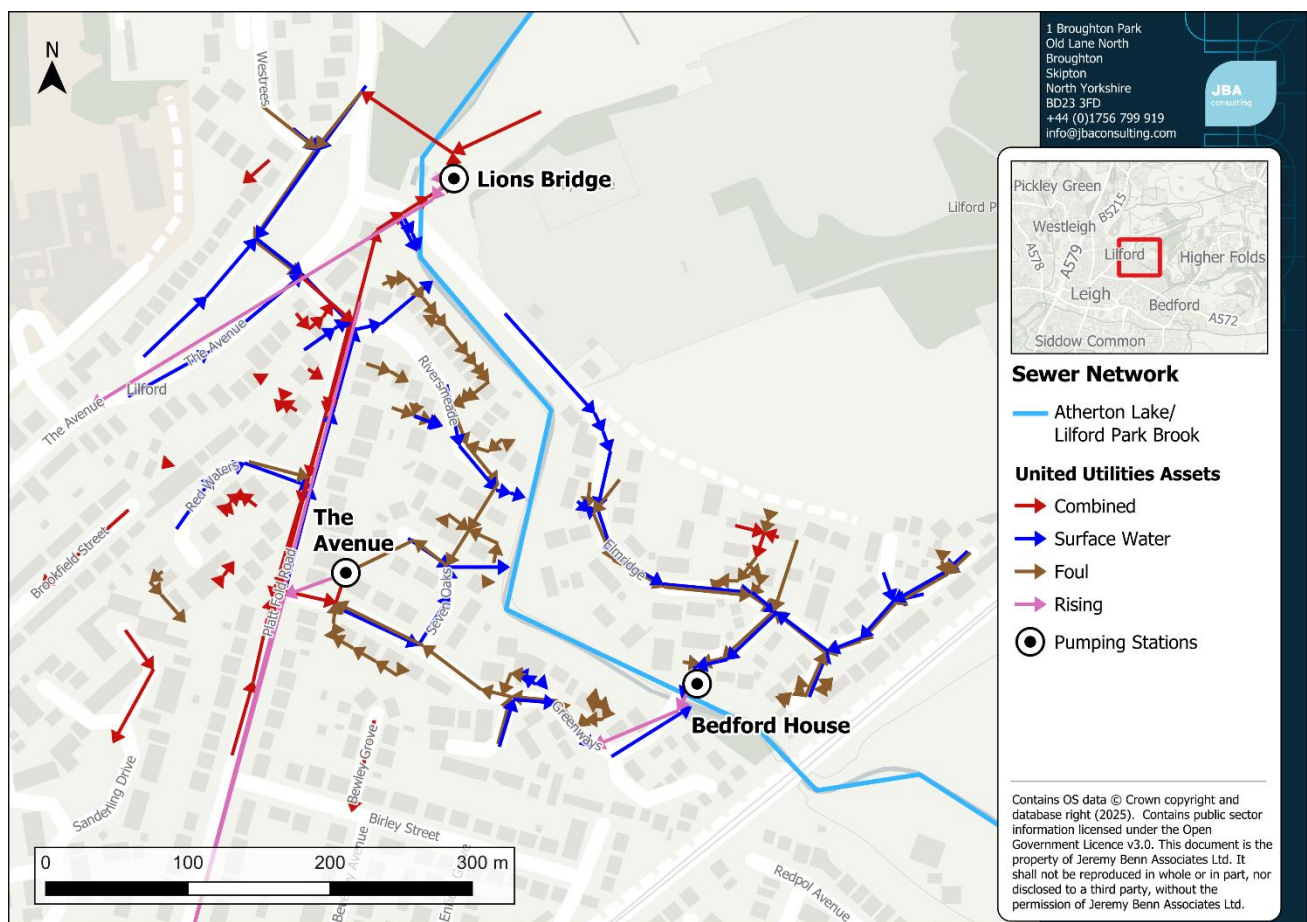 N
Westrees
Lions Bridge
Lilford P
The Avenue
Lilford
The Avenue
Riversmeade
Red Waters
The
Avenue
Brookfield Street
Platt Fold Road
Seven Oaks
Elmridge
Greenways
Bedford House
Sanderling Drive
Bewley Grove
Birley Street
Redpol Avenue
0 100 200 300 m
1 Broughton Park
Old Lane North
Broughton
Skipton
North Yorkshire
BD23 3FD
+44 (0)1756 799 919
info@jbaconsulting.com
JBA
consulting
Pickley Green
B5215
Westleigh
A578
A579
Lilford
Higher Folds
Leigh
Bedford
A572
Siddow Common
Sewer Network
Atherton Lake/
Lilford Park Brook
United Utilities Assets
Combined
Surface Water
Foul
Rising
Pumping Stations
Contains OS data © Crown copyright and
database right (2025). Contains public sector
information licensed under the Open
Government Licence v3.0. This document is the
property of Jeremy Benn Associates Ltd. It
shall not be reproduced in whole or in part, nor
disclosed to a third party, without the
permission of Jeremy Benn Associates Ltd.